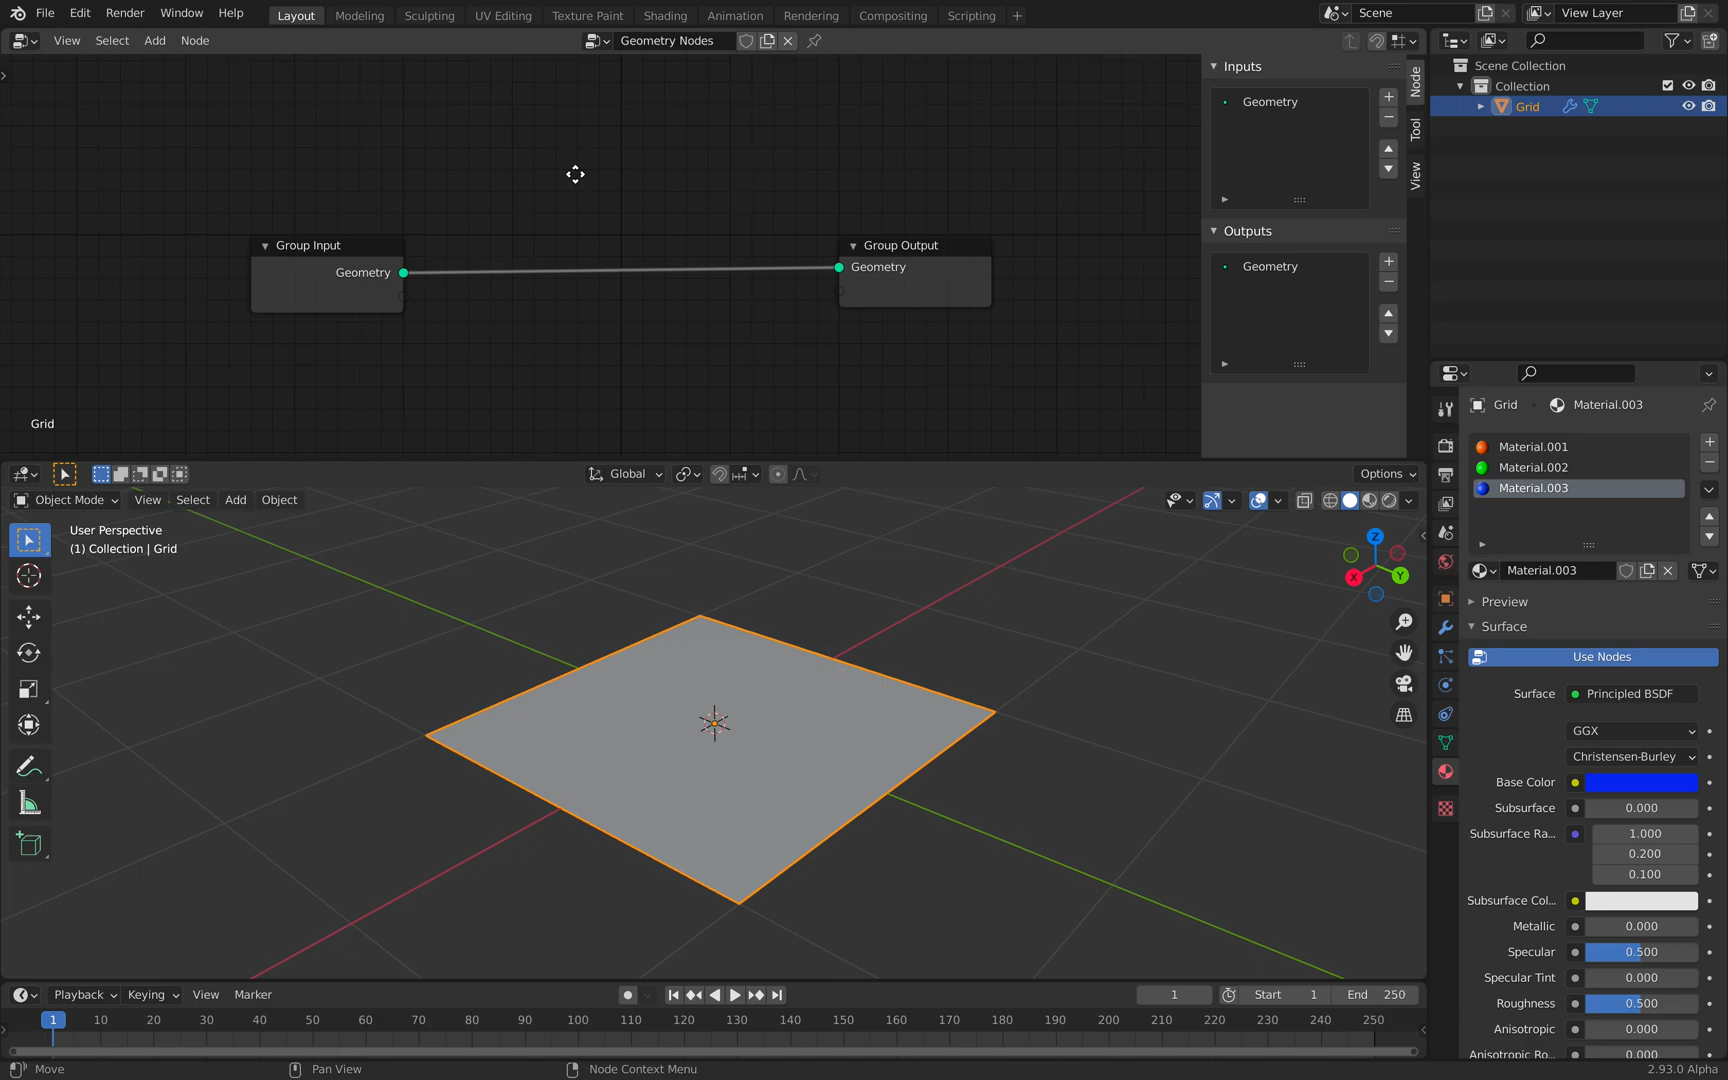 File Edit Render Window Help Layout Modeling Sculpting UV Editing Texture Paint Shading Animation Rendering Compositing Scripting + Scene View Layer
View Select Add Node Geometry Nodes
Inputs
Geometry
Outputs
Geometry
Node
Tool
View
Group Input
Geometry
Group Output
Geometry
Grid
Scene Collection
Collection
Grid
Grid Material.003
Material.001
Material.002
Material.003
Material.003
Preview
Surface
Use Nodes
Surface Principled BSDF
GGX
Christensen-Burley
Base Color
Subsurface 0.000
Subsurface Ra... 1.000
0.200
0.100
Subsurface Col...
Metallic 0.000
Specular 0.500
Specular Tint 0.000
Roughness 0.500
Anisotropic 0.000
Anisotropic Ro... 0.000
Global Options
Object Mode View Select Add Object
User Perspective
(1) Collection | Grid
Z
X
Y
Playback Keying View Marker 1 Start 1 End 250
1 10 20 30 40 50 60 70 80 90 100 110 120 130 140 150 160 170 180 190 200 210 220 230 240 250
Move Pan View Node Context Menu 2.93.0 Alpha